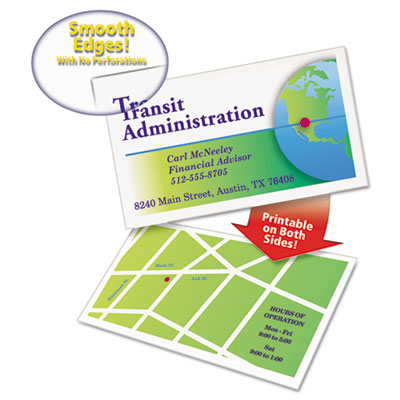 Smooth
Edges!
With No Perforations
Transit
Administration
Carl McNeeley
Financial Advisor
512-555-8705
8240 Main Street, Austin, TX 76408
Printable
on Both
Sides!
Main St.
Ash St.
HOURS OF
OPERATION
Mon - Fri
9:00 to 5:00
Sat
9:00 to 1:00